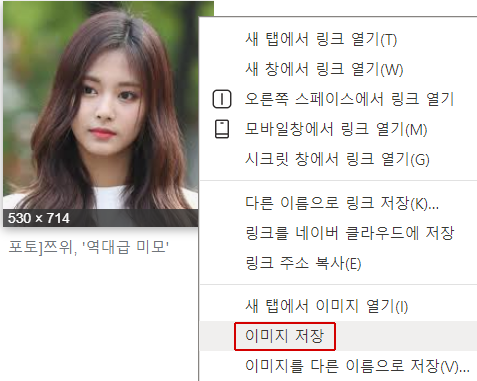 530 × 714
포토]쯔위, '역대급 미모'
새 탭에서 링크 열기(T)
새 창에서 링크 열기(W)
오른쪽 스페이스에서 링크 열기
모바일창에서 링크 열기(M)
시크릿 창에서 링크 열기(G)
다른 이름으로 링크 저장(K)...
링크를 네이버 클라우드에 저장
링크 주소 복사(E)
새 탭에서 이미지 열기(I)
이미지 저장
이미지를 다른 이름으로 저장(V)...